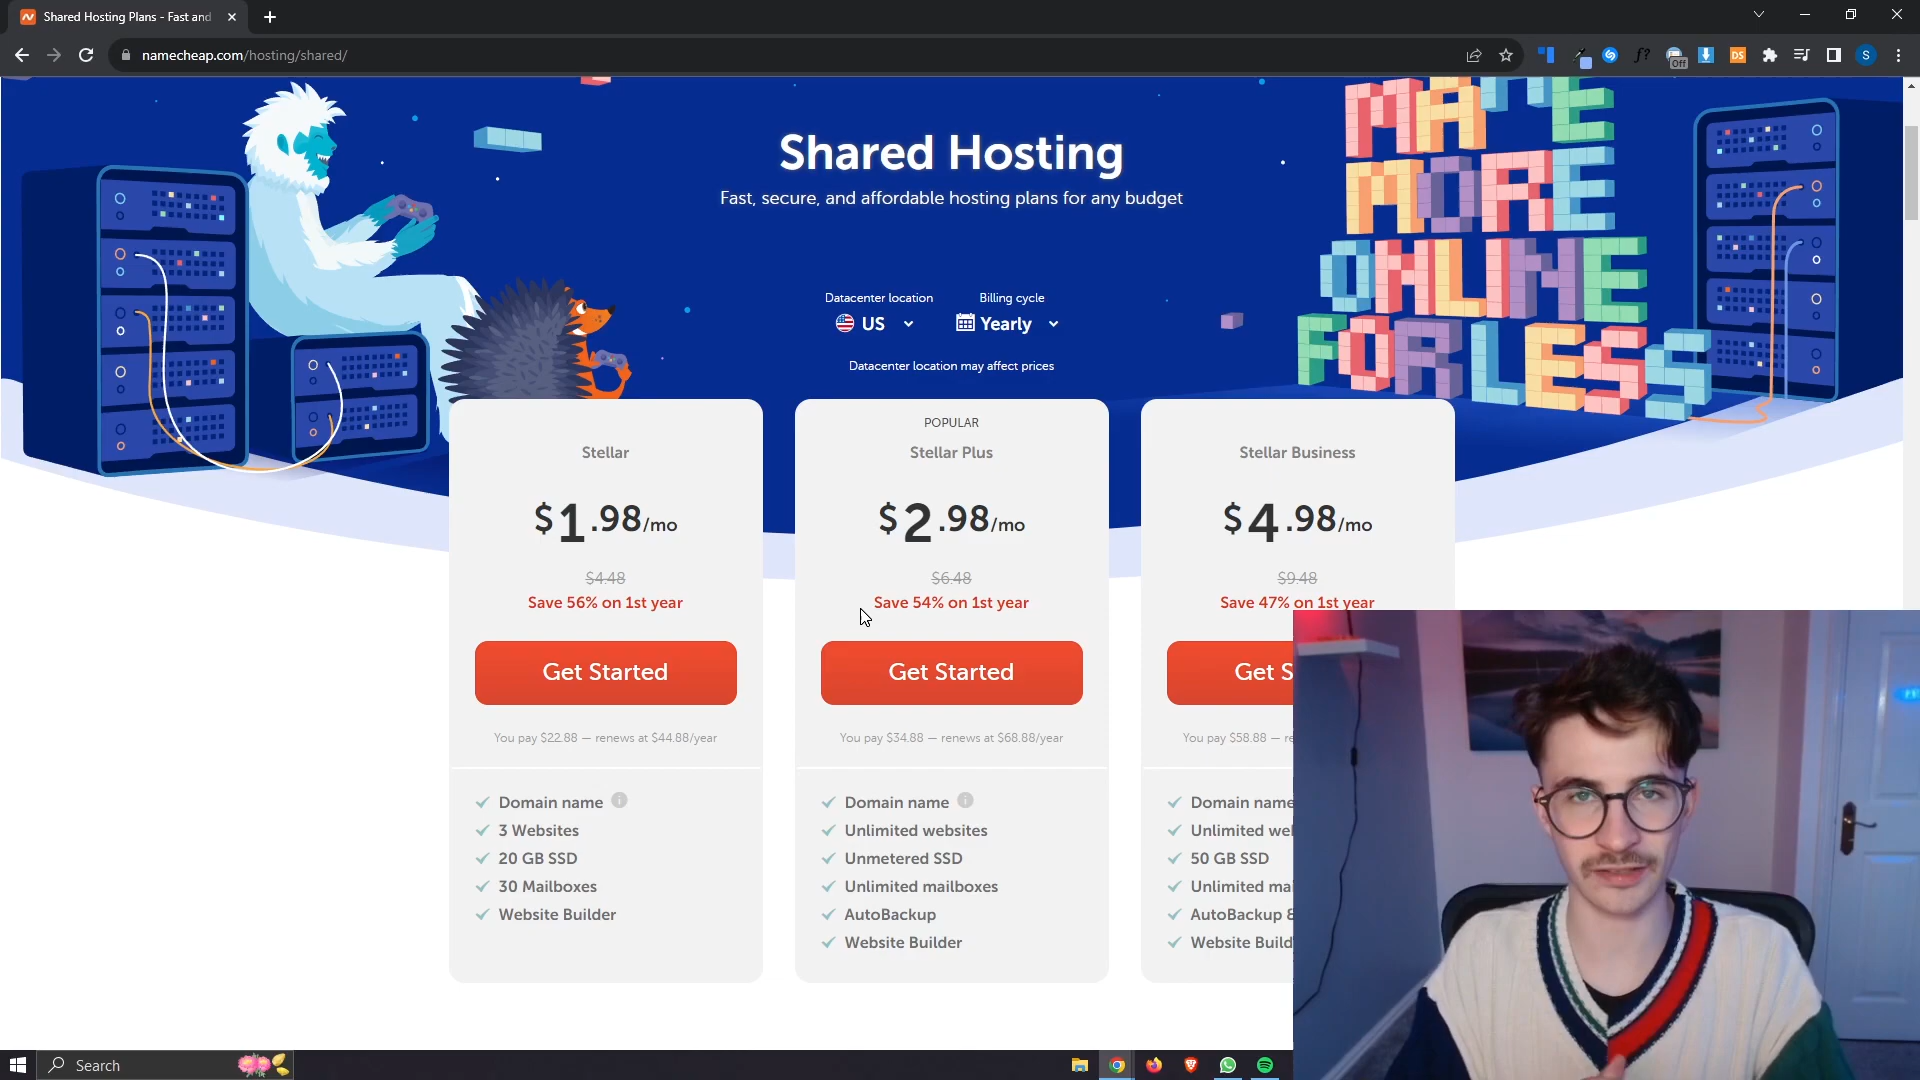 Shared Hosting Plans - Fast and
namecheap.com/hosting/shared/
f?
Off
DS
S
MAKE
MORE
ONLINE
FOR LESS
Shared Hosting
Fast, secure, and affordable hosting plans for any budget
Datacenter location
Billing cycle
US
Yearly
Datacenter location may affect prices
Stellar
$1.98/mo
$4.48
Save 56% on 1st year
Get Started
You pay $22.88 — renews at $44.88/year
Domain name
3 Websites
20 GB SSD
30 Mailboxes
Website Builder
POPULAR
Stellar Plus
$2.98/mo
$6.48
Save 54% on 1st year
Get Started
You pay $34.88 — renews at $68.88/year
Domain name
Unlimited websites
Unmetered SSD
Unlimited mailboxes
AutoBackup
Website Builder
Stellar Business
$4.98/mo
$9.48
Save 47% on 1st year
Get S
You pay $58.88 — re
Domain name
Unlimited we
50 GB SSD
Unlimited ma
AutoBackup &
Website Build
Search